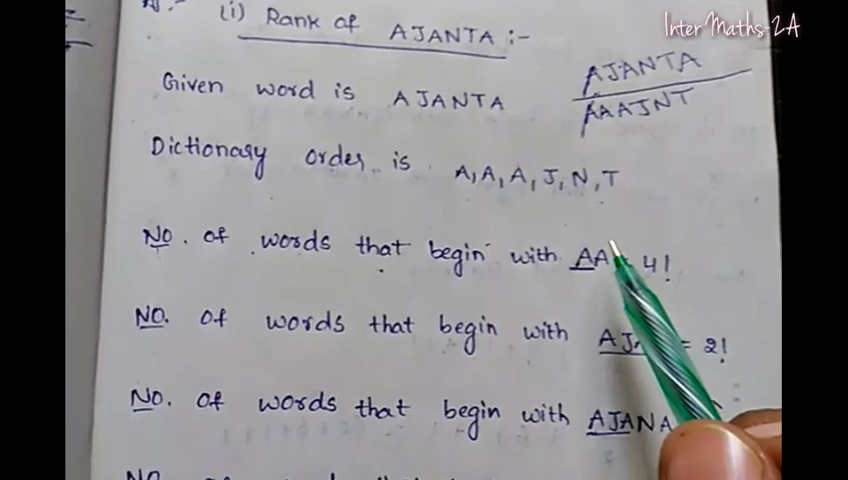 Inter Maths-2A
(i) Rank of AJANTA :-
AJANTA
Given word is AJANTA
AAAJNT
Dictionary order is A, A, A, J, N, T
No. of words that begin with AA 4!
No. of words that begin with = 2!
No. of words that begin with AJANA
No.